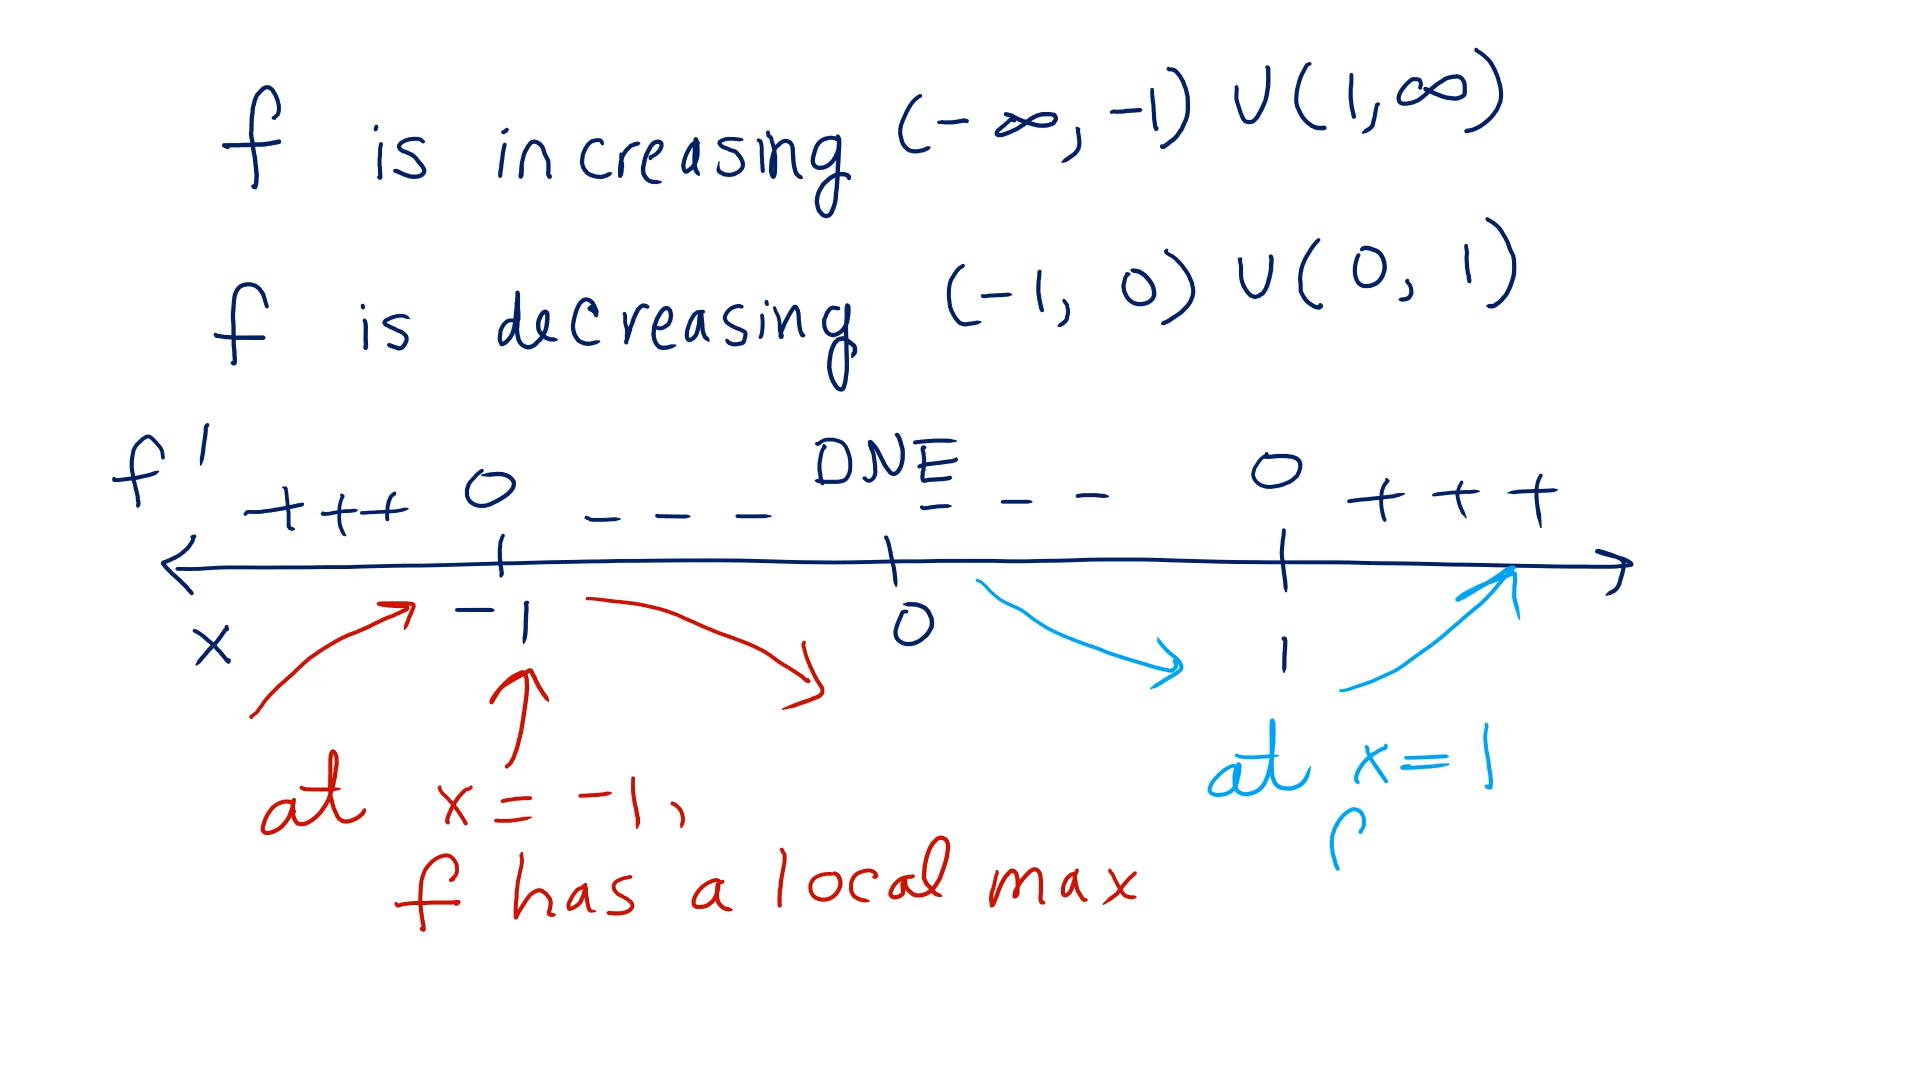 f is increasing (-∞, -1) ∪ (1, ∞)
f is decreasing (-1, 0) ∪ (0, 1)
f' +++ 0 - - - DNE - - - 0 + + +
x -1 0 1
at x = -1,
f has a local max
at x = 1